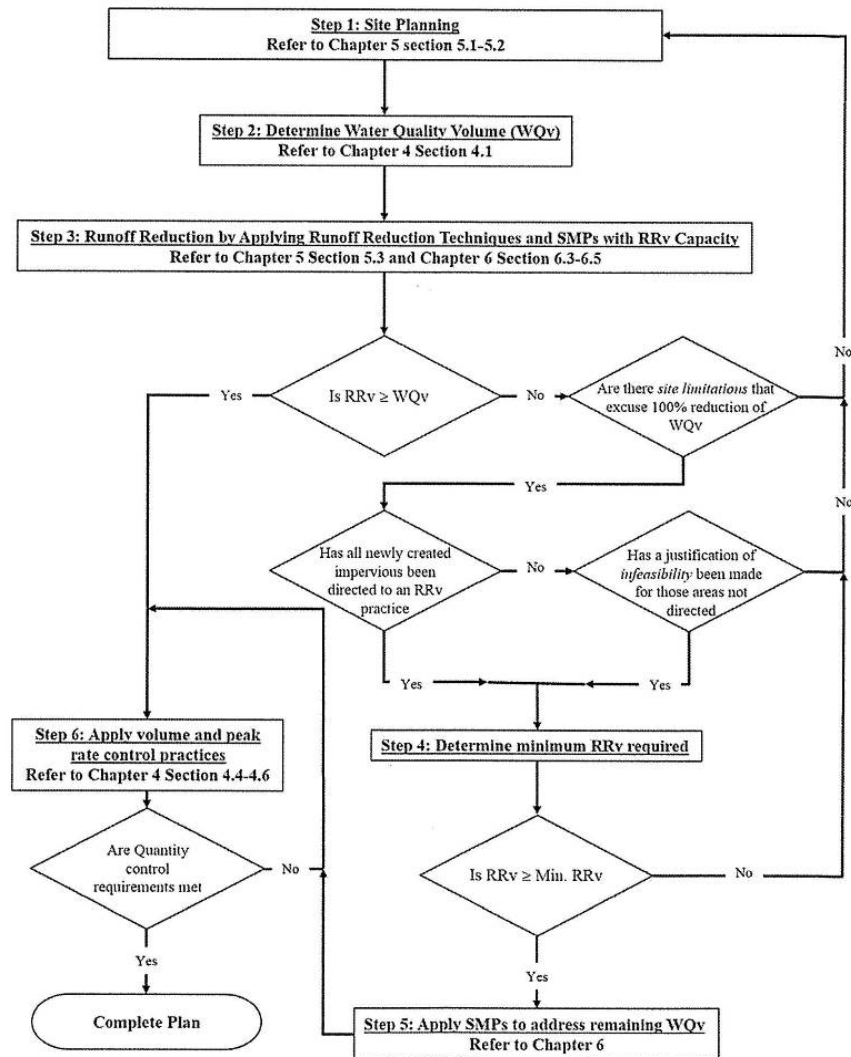 Step 1: Site Planning
Refer to Chapter 5 section 5.1-5.2
Step 2: Determine Water Quality Volume (WQv)
Refer to Chapter 4 Section 4.1
Step 3: Runoff Reduction by Applying Runoff Reduction Techniques and SMPs with RRv Capacity
Refer to Chapter 5 Section 5.3 and Chapter 6 Section 6.3-6.5
No
Yes
Is RRv ≥ WQv
No
Are there site limitations that
excuse 100% reduction of
WQv
Yes
No
Has all newly created
impervious been
directed to an RRv
practice
No
Has a justification of
infeasibility been made
for those areas not
directed
Yes
Yes
Step 6: Apply volume and peak
rate control practices
Refer to Chapter 4 Section 4.4-4.6
Step 4: Determine minimum RRv required
Are Quantity
control
requirements met
No
Is RRv ≥ Min. RRv
No
Yes
Yes
Complete Plan
Step 5: Apply SMPs to address remaining WQv
Refer to Chapter 6